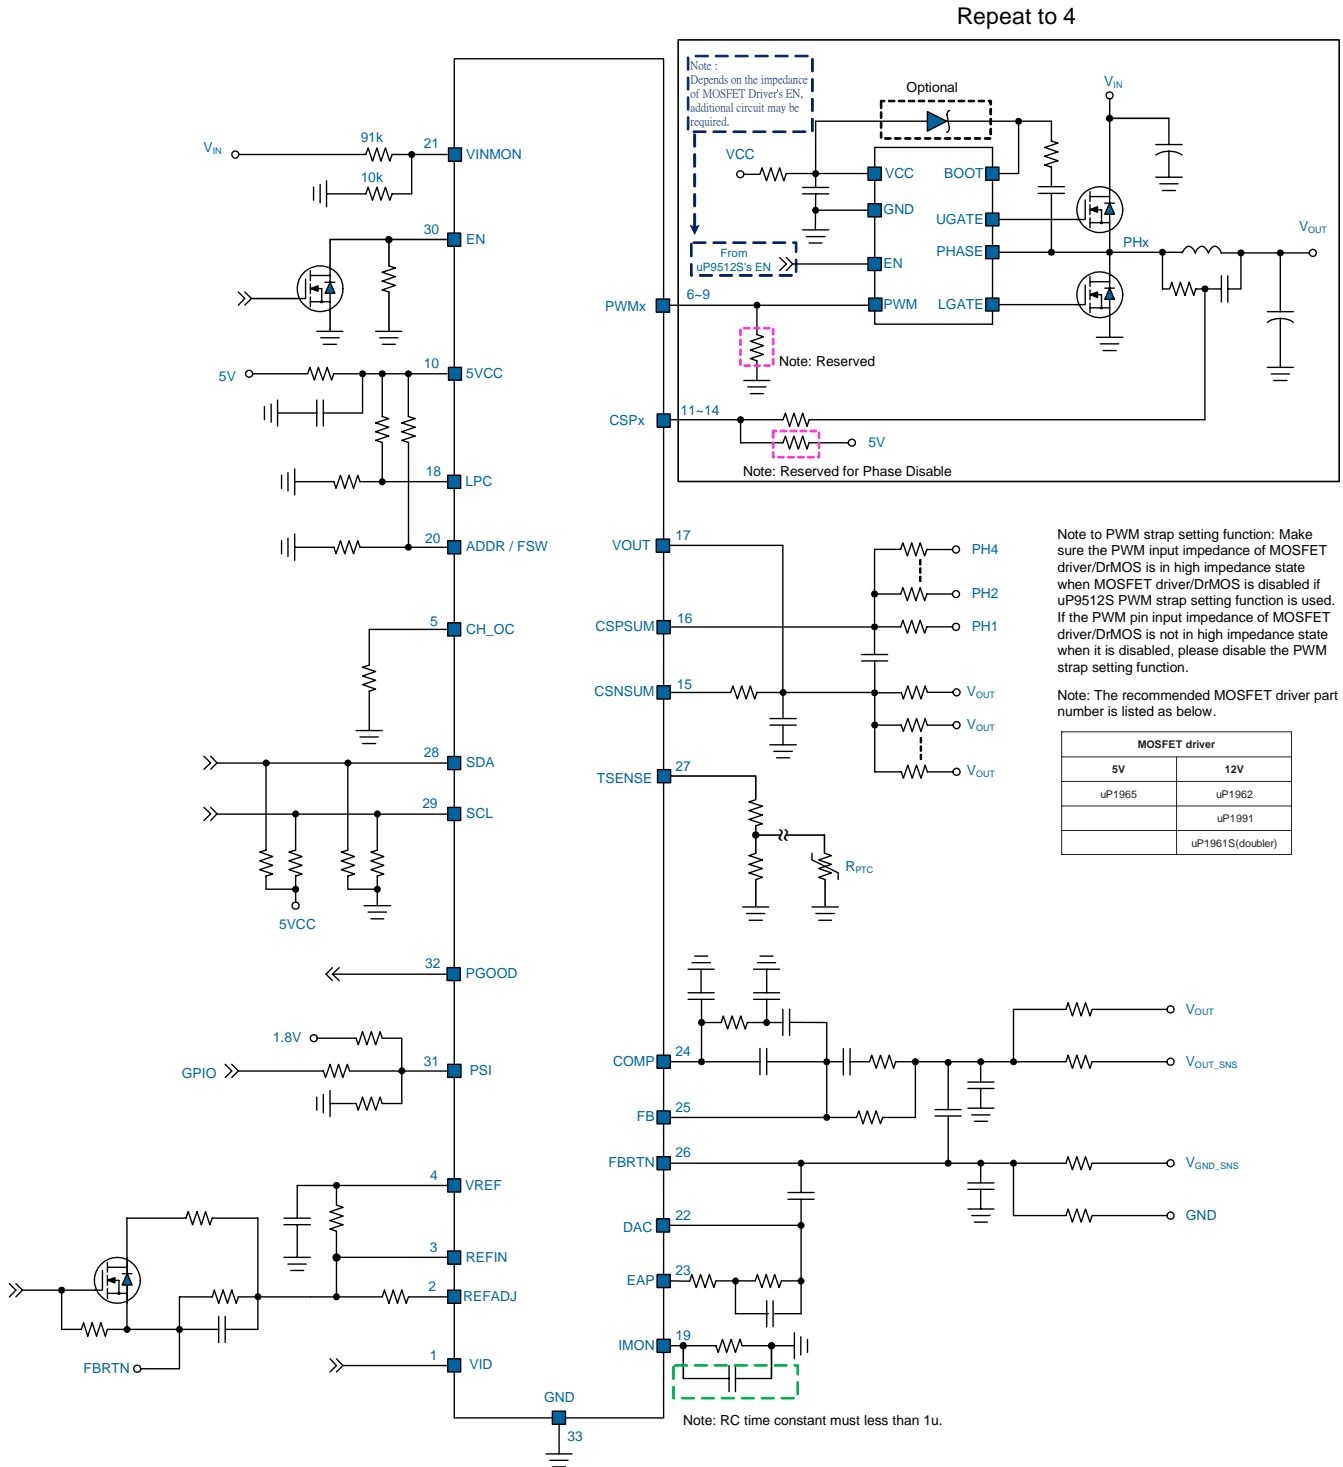 Repeat to 4
Note :
Depends on the impedance
of MOSFET Driver's EN,
additional circuit may be
required.
Optional
VIN
VCC
VCC
BOOT
GND
UGATE
PHASE
PHx
VOUT
From
uP9512S's EN
EN
PWM
LGATE
PWMx
6~9
Note: Reserved
CSPx
11~14
5V
Note: Reserved for Phase Disable
VIN
91k
21
VINMON
10k
30
EN
5V
10
5VCC
18
LPC
20
ADDR / FSW
5
CH_OC
28
SDA
29
SCL
5VCC
32
PGOOD
1.8V
GPIO
31
PSI
4
VREF
3
REFIN
2
REFADJ
FBRTN
1
VID
GND
33
VOUT
17
PH4
PH2
CSPSUM
16
PH1
CSNSUM
15
VOUT
VOUT
VOUT
TSENSE
27
RPTC
VOUT
COMP
24
VOUT_SNS
FB
25
FBRTN
26
VGND_SNS
DAC
22
GND
EAP
23
IMON
19
Note: RC time constant must less than 1u.
Note to PWM strap setting function: Make
sure the PWM input impedance of MOSFET
driver/DrMOS is in high impedance state
when MOSFET driver/DrMOS is disabled if
uP9512S PWM strap setting function is used.
If the PWM pin input impedance of MOSFET
driver/DrMOS is not in high impedance state
when it is disabled, please disable the PWM
strap setting function.
Note: The recommended MOSFET driver part
number is listed as below.
MOSFET driver
5V 12V
uP1965 uP1962
uP1991
uP1961S(doubler)